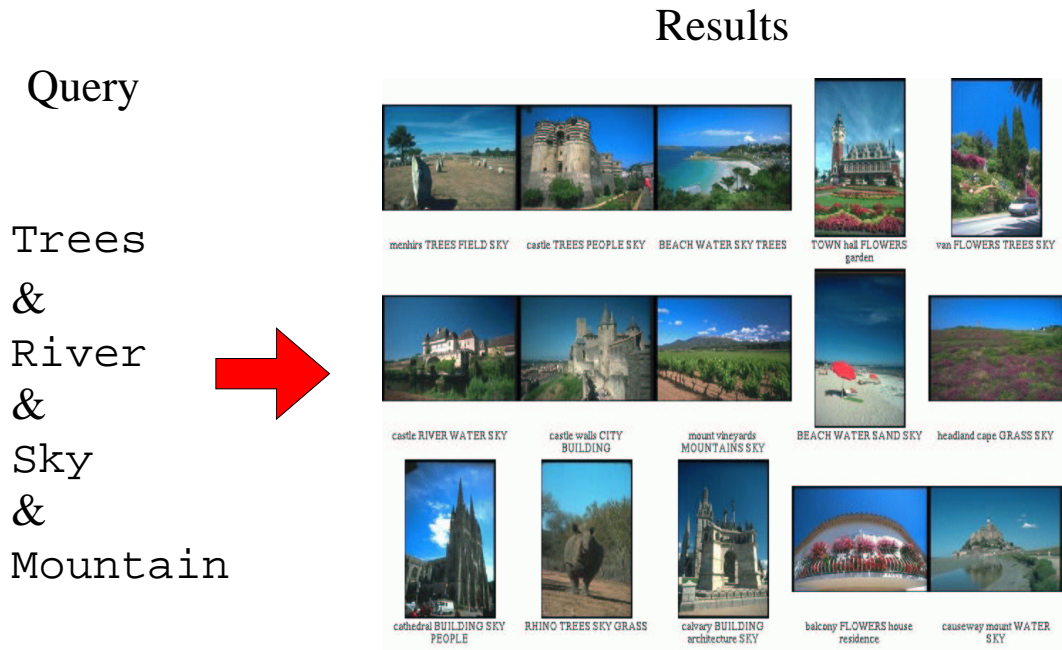 Results
Query
Trees
&
River
&
Sky
&
Mountain
menhirs TREES FIELD SKY
castle TREES PEOPLE SKY
BEACH WATER SKY TREES
TOWN hall FLOWERS
garden
van FLOWERS TREES SKY
castle RIVER WATER SKY
castle walls CITY
BUILDING
mount vineyards
MOUNTAINS SKY
BEACH WATER SAND SKY
headland cape GRASS SKY
cathedral BUILDING SKY
PEOPLE
RHINO TREES SKY GRASS
calvary BUILDING
architecture SKY
balcony FLOWERS house
residence
causeway mount WATER
SKY